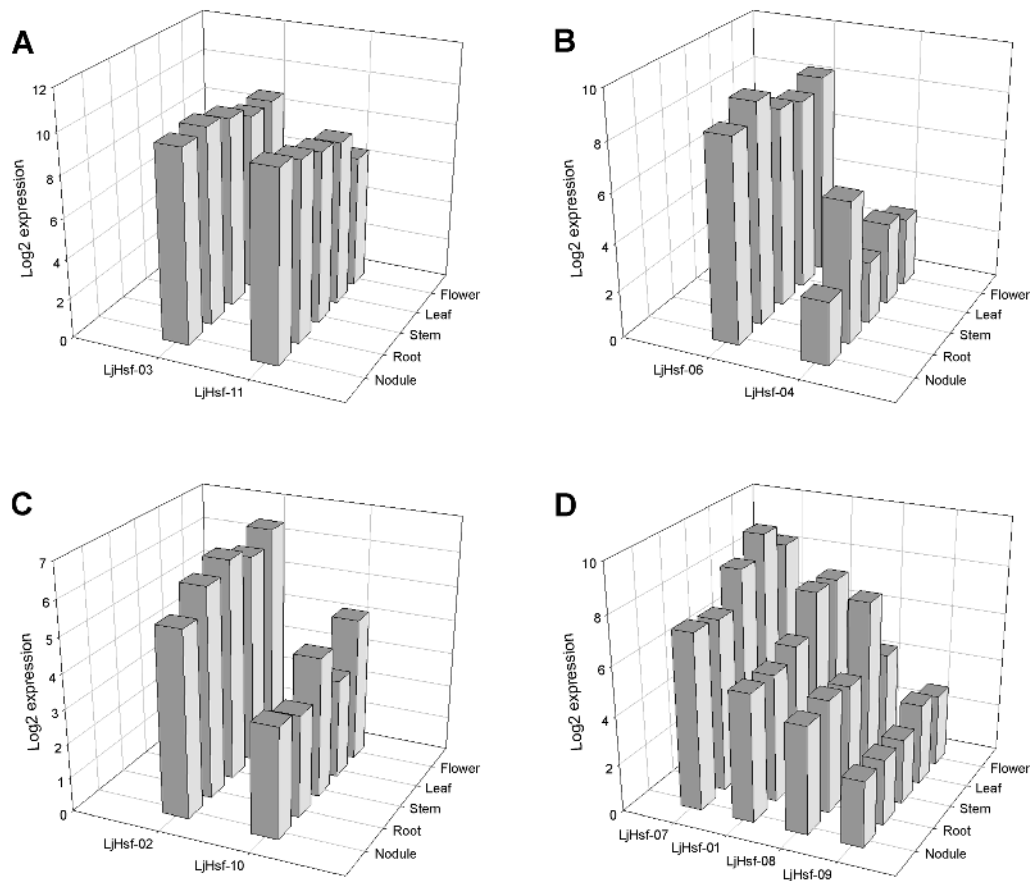 A
12
10
8
6
4
2
0
Log2 expression
LjHsf-03
LjHsf-11
Flower
Leaf
Stem
Root
Nodule
B
10
8
6
4
2
0
Log2 expression
LjHsf-06
LjHsf-04
Flower
Leaf
Stem
Root
Nodule
C
7
6
5
4
3
2
1
0
Log2 expression
LjHsf-02
LjHsf-10
Flower
Leaf
Stem
Root
Nodule
D
10
8
6
4
2
0
Log2 expression
LjHsf-07
LjHsf-01
LjHsf-08
LjHsf-09
Flower
Leaf
Stem
Root
Nodule